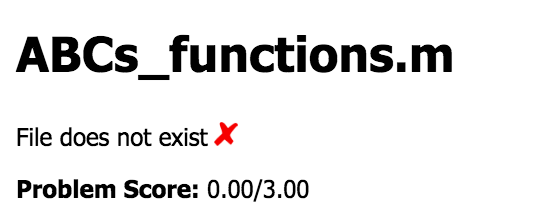 ABCs_functions.m
File does not exist ✘
Problem Score: 0.00/3.00